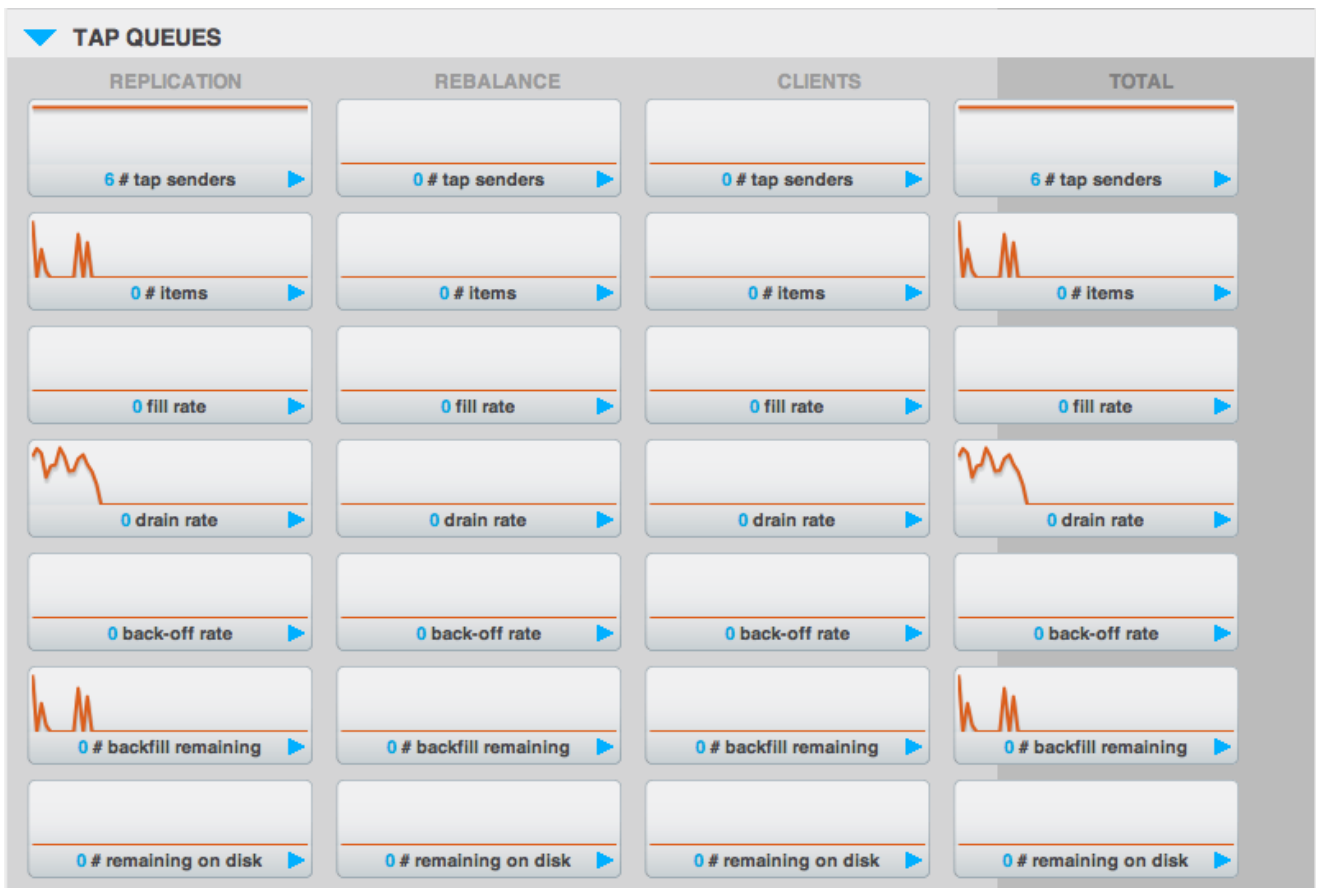 TAP QUEUES
REPLICATION REBALANCE CLIENTS TOTAL
6 # tap senders 0 # tap senders 0 # tap senders 6 # tap senders
0 # items 0 # items 0 # items 0 # items
0 fill rate 0 fill rate 0 fill rate 0 fill rate
0 drain rate 0 drain rate 0 drain rate 0 drain rate
0 back-off rate 0 back-off rate 0 back-off rate 0 back-off rate
0 # backfill remaining 0 # backfill remaining 0 # backfill remaining 0 # backfill remaining
0 # remaining on disk 0 # remaining on disk 0 # remaining on disk 0 # remaining on disk